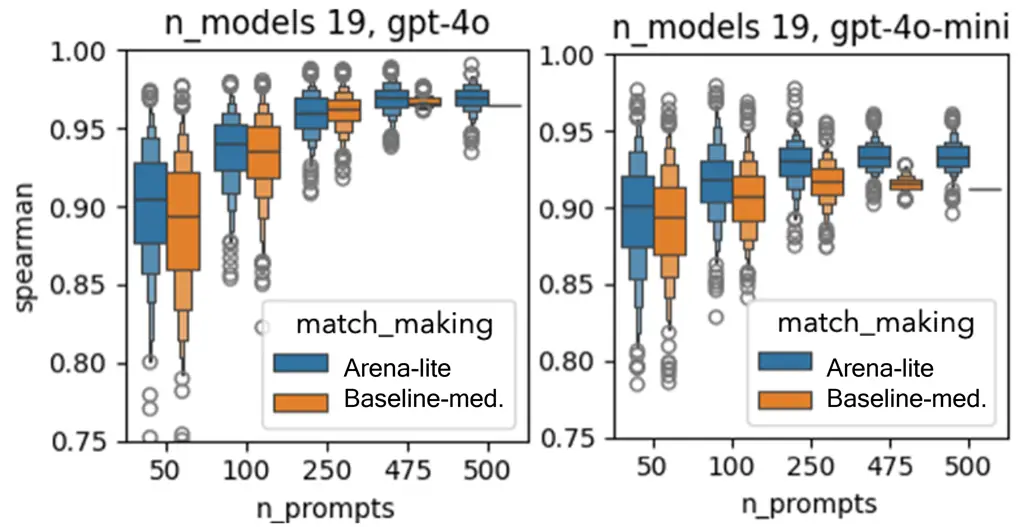 n_models 19, gpt-4o
1.00
0.95
0.90
0.85
0.80
0.75
spearman
50 100 250 475 500
n_prompts
match_making
Arena-lite
Baseline-med.
n_models 19, gpt-4o-mini
1.00
0.95
0.90
0.85
0.80
0.75
50 100 250 475 500
n_prompts
match_making
Arena-lite
Baseline-med.